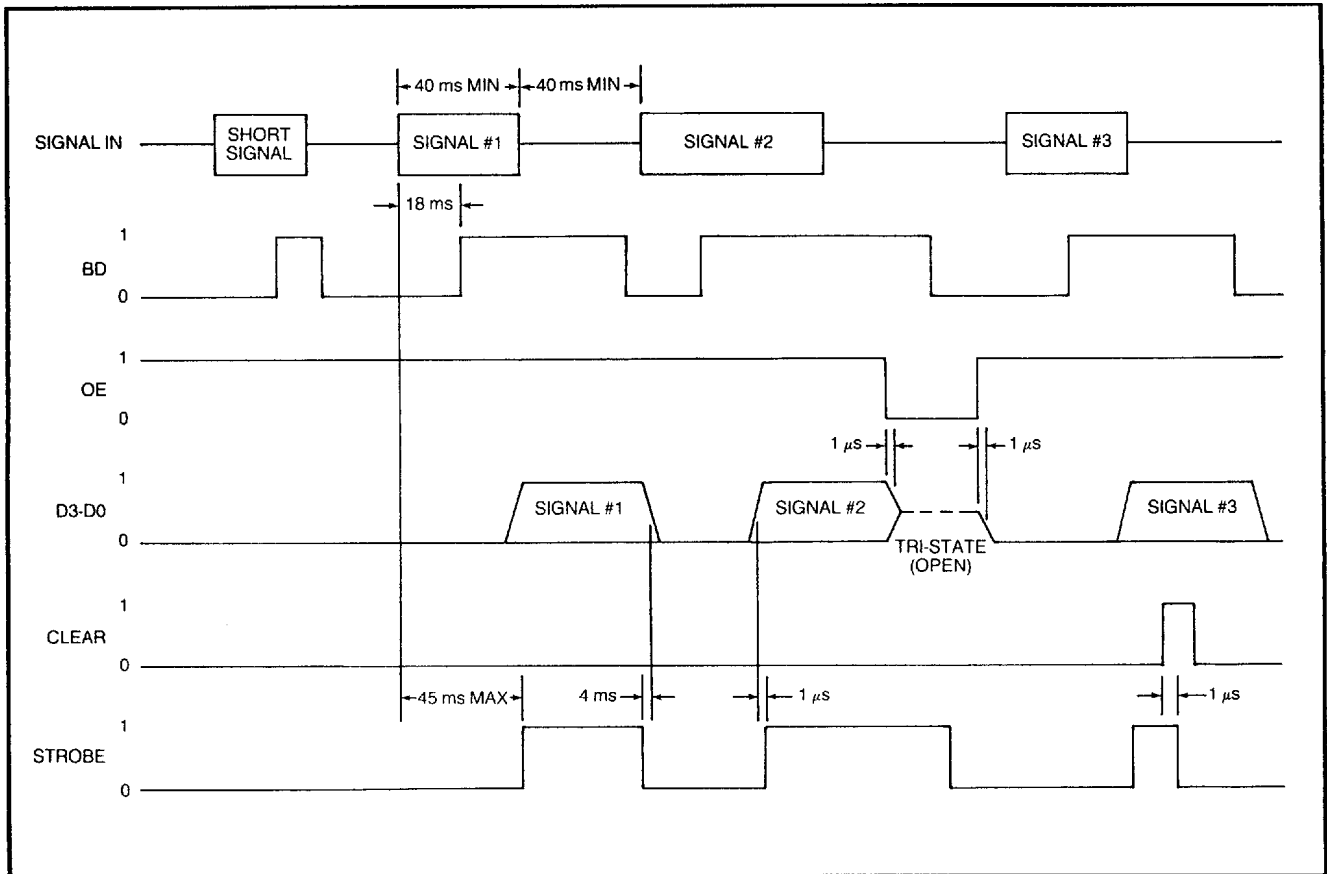 40 ms MIN 40 ms MIN
SIGNAL IN SHORT SIGNAL SIGNAL #1 SIGNAL #2 SIGNAL #3
18 ms
1
BD
0
1
OE
0
1 µs 1 µs
1
D3-D0 SIGNAL #1 SIGNAL #2 SIGNAL #3
0
TRI-STATE
(OPEN)
1
CLEAR
0
45 ms MAX 4 ms 1 µs 1 µs
1
STROBE
0